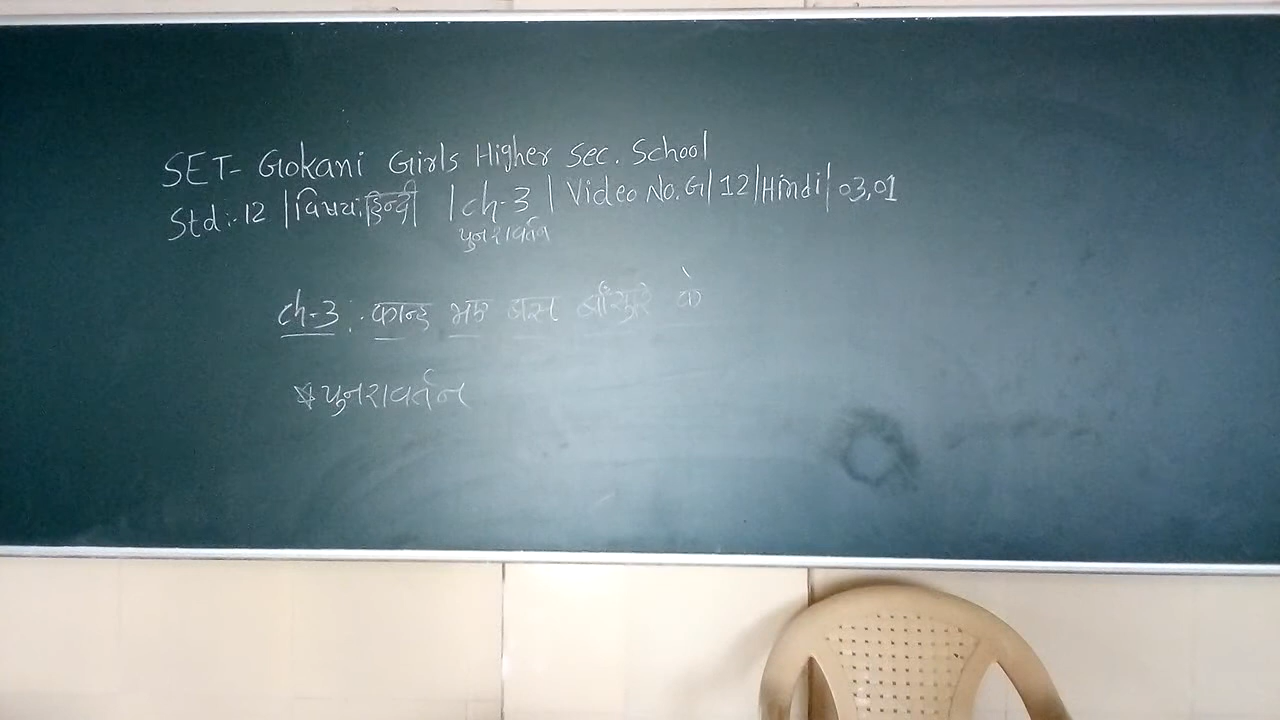 SET- Gokani Girls Higher Sec. School
Std:-12 | विषय: हिन्दी | ch-3 | Video No. G/12/Hindi/03,01
पुनरावर्तन
ch-3:- कान्ह भए बस बाँसुरी के
* पुनरावर्तन